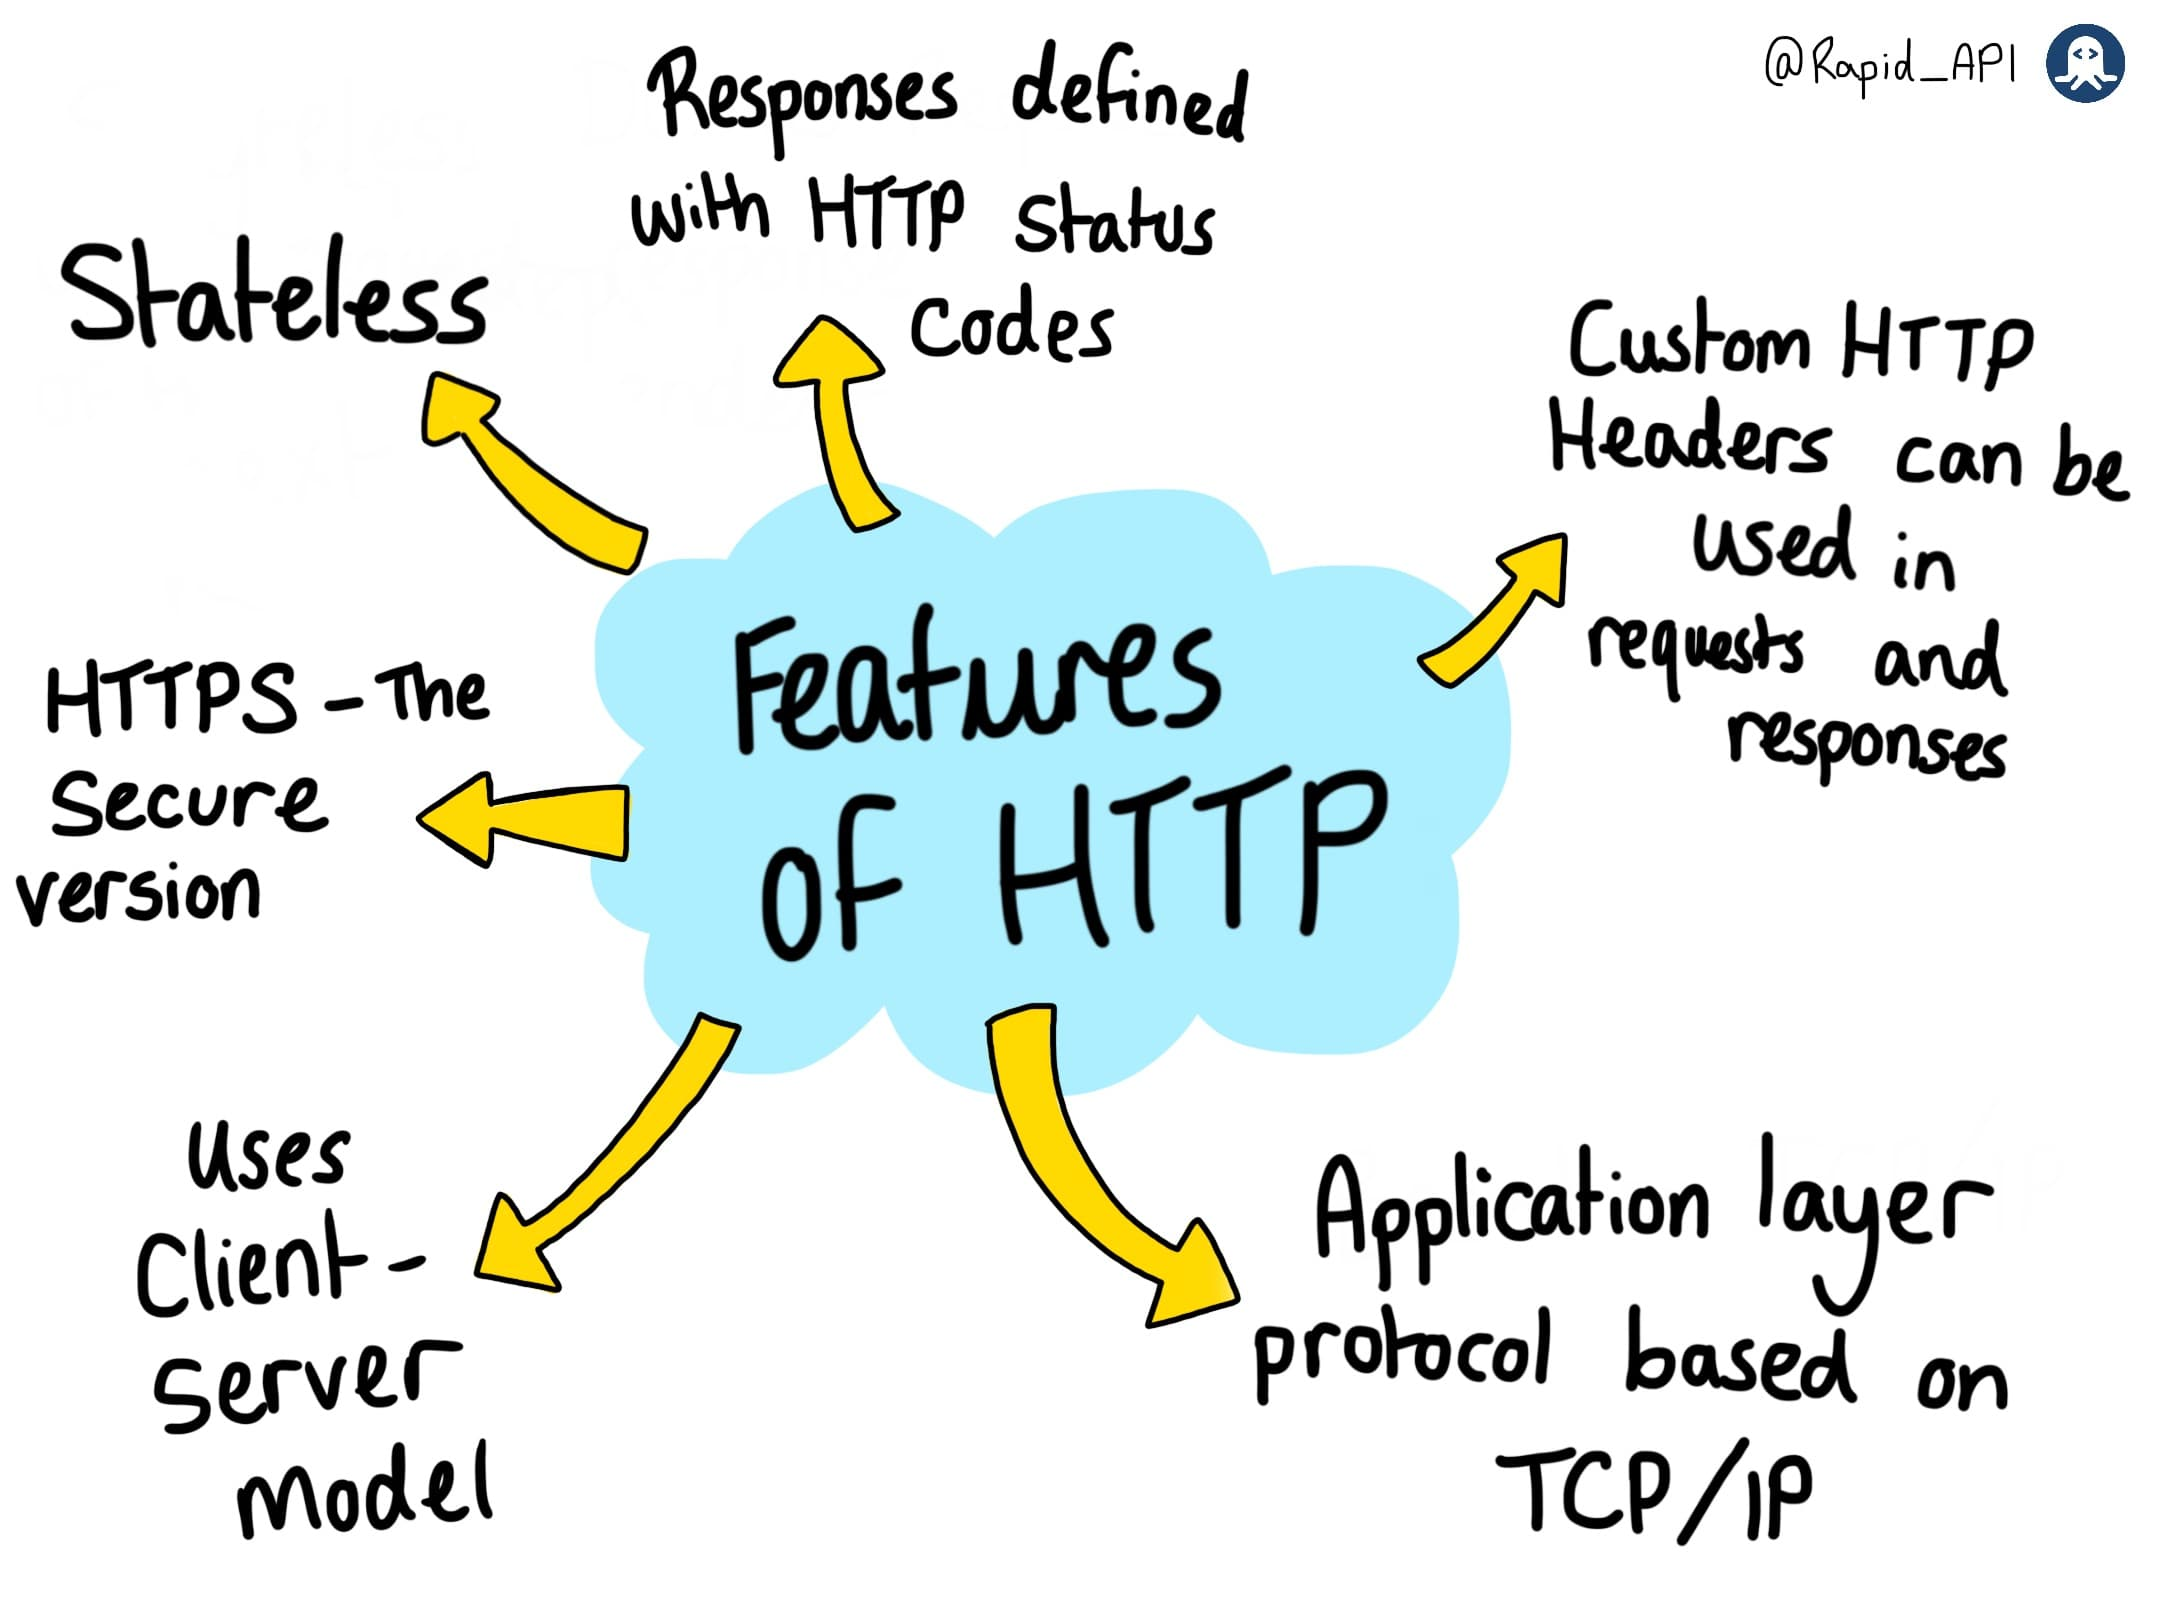 @Rapid_API
Responses defined
with HTTP Status
Codes
Stateless
Custom HTTP
Headers can be
used in
requests and
responses
Features
of HTTP
HTTPS - The
Secure
version
Uses
Client-
Server
Model
Application layer
protocol based on
TCP/IP